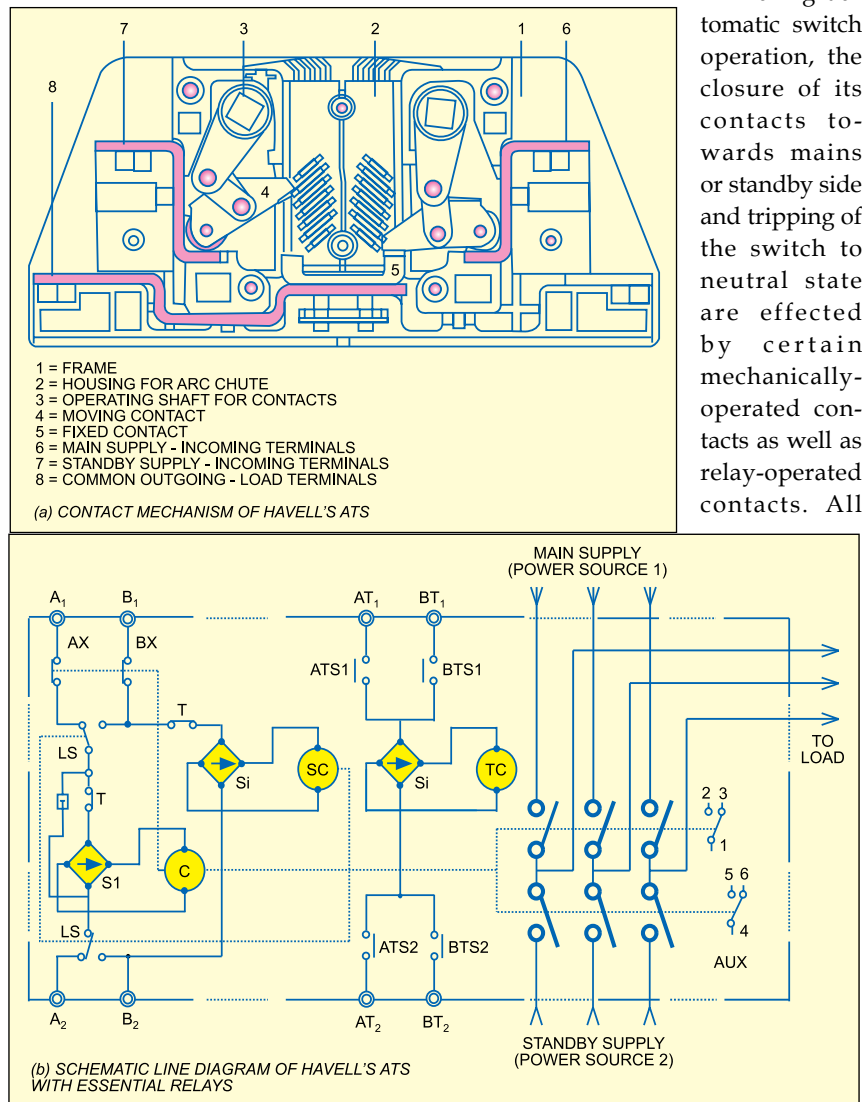 7 3 2 1 6
8
4
5
1 = FRAME
2 = HOUSING FOR ARC CHUTE
3 = OPERATING SHAFT FOR CONTACTS
4 = MOVING CONTACT
5 = FIXED CONTACT
6 = MAIN SUPPLY - INCOMING TERMINALS
7 = STANDBY SUPPLY - INCOMING TERMINALS
8 = COMMON OUTGOING - LOAD TERMINALS
(a) CONTACT MECHANISM OF HAVELL'S ATS
tomatic switch
operation, the
closure of its
contacts to-
wards mains
or standby side
and tripping of
the switch to
neutral state
are effected
by certain
mechanically-
operated con-
tacts as well as
relay-operated
contacts. All
MAIN SUPPLY
(POWER SOURCE 1)
A1 B1 AT1 BT1
AX BX
ATS1 BTS1
T
LS
Si SC Si TC
TO
LOAD
T
2 3
1
S1 C
5 6
4
LS
ATS2 BTS2
AUX
A2 B2 AT2 BT2
STANDBY SUPPLY
(POWER SOURCE 2)
(b) SCHEMATIC LINE DIAGRAM OF HAVELL'S ATS
WITH ESSENTIAL RELAYS